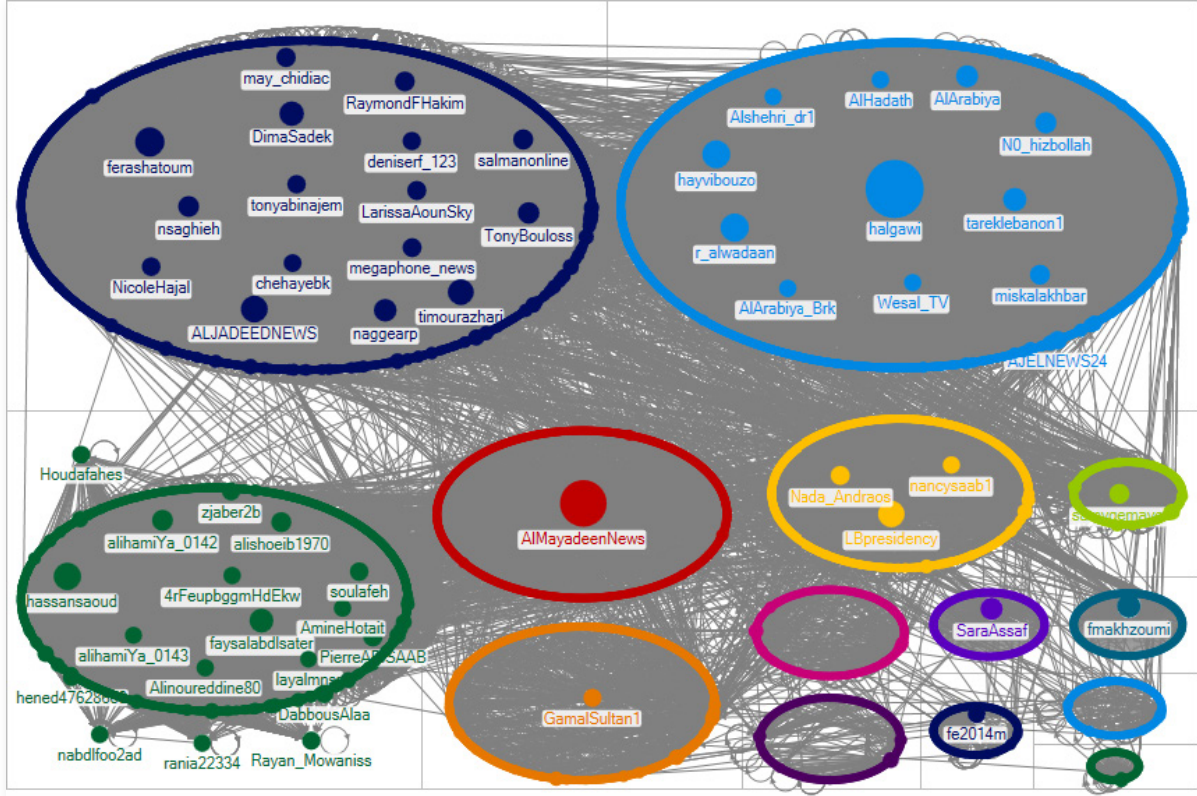 may_chidiac
RaymondFHakim
DimaSadek
ferashatoum
deniserf_123
salmanonline
tonyabinajem
LarissaAounSky
nsaghieh
TonyBouloss
megaphone_news
NicoleHajal
chehayebk
timourazhari
ALJADEEDNEWS
naggearp
AlHadath
AlArabiya
Alshehri_dr1
N0_hizbollah
hayvibouzo
halgawi
tareklebanon1
r_alwadaan
AlArabiya_Brk
Wesal_TV
miskalakhbar
AJELNEWS24
Houdafahes
zjaber2b
alihamiYa_0142
alishoeib1970
hassansaoud
4rFeupbggmHdEkw
soulafeh
AmineHotait
faysalabdlsater
alihamiYa_0143
Alinoureddine80
DabbousAlaa
nabdlfoo2ad
rania22334
Rayan_Mowaniss
AlMayadeenNews
Nada_Andraos
nancysaab1
LBpresidency
GamalSultan1
SaraAssaf
fmakhzoumi
fe2014m